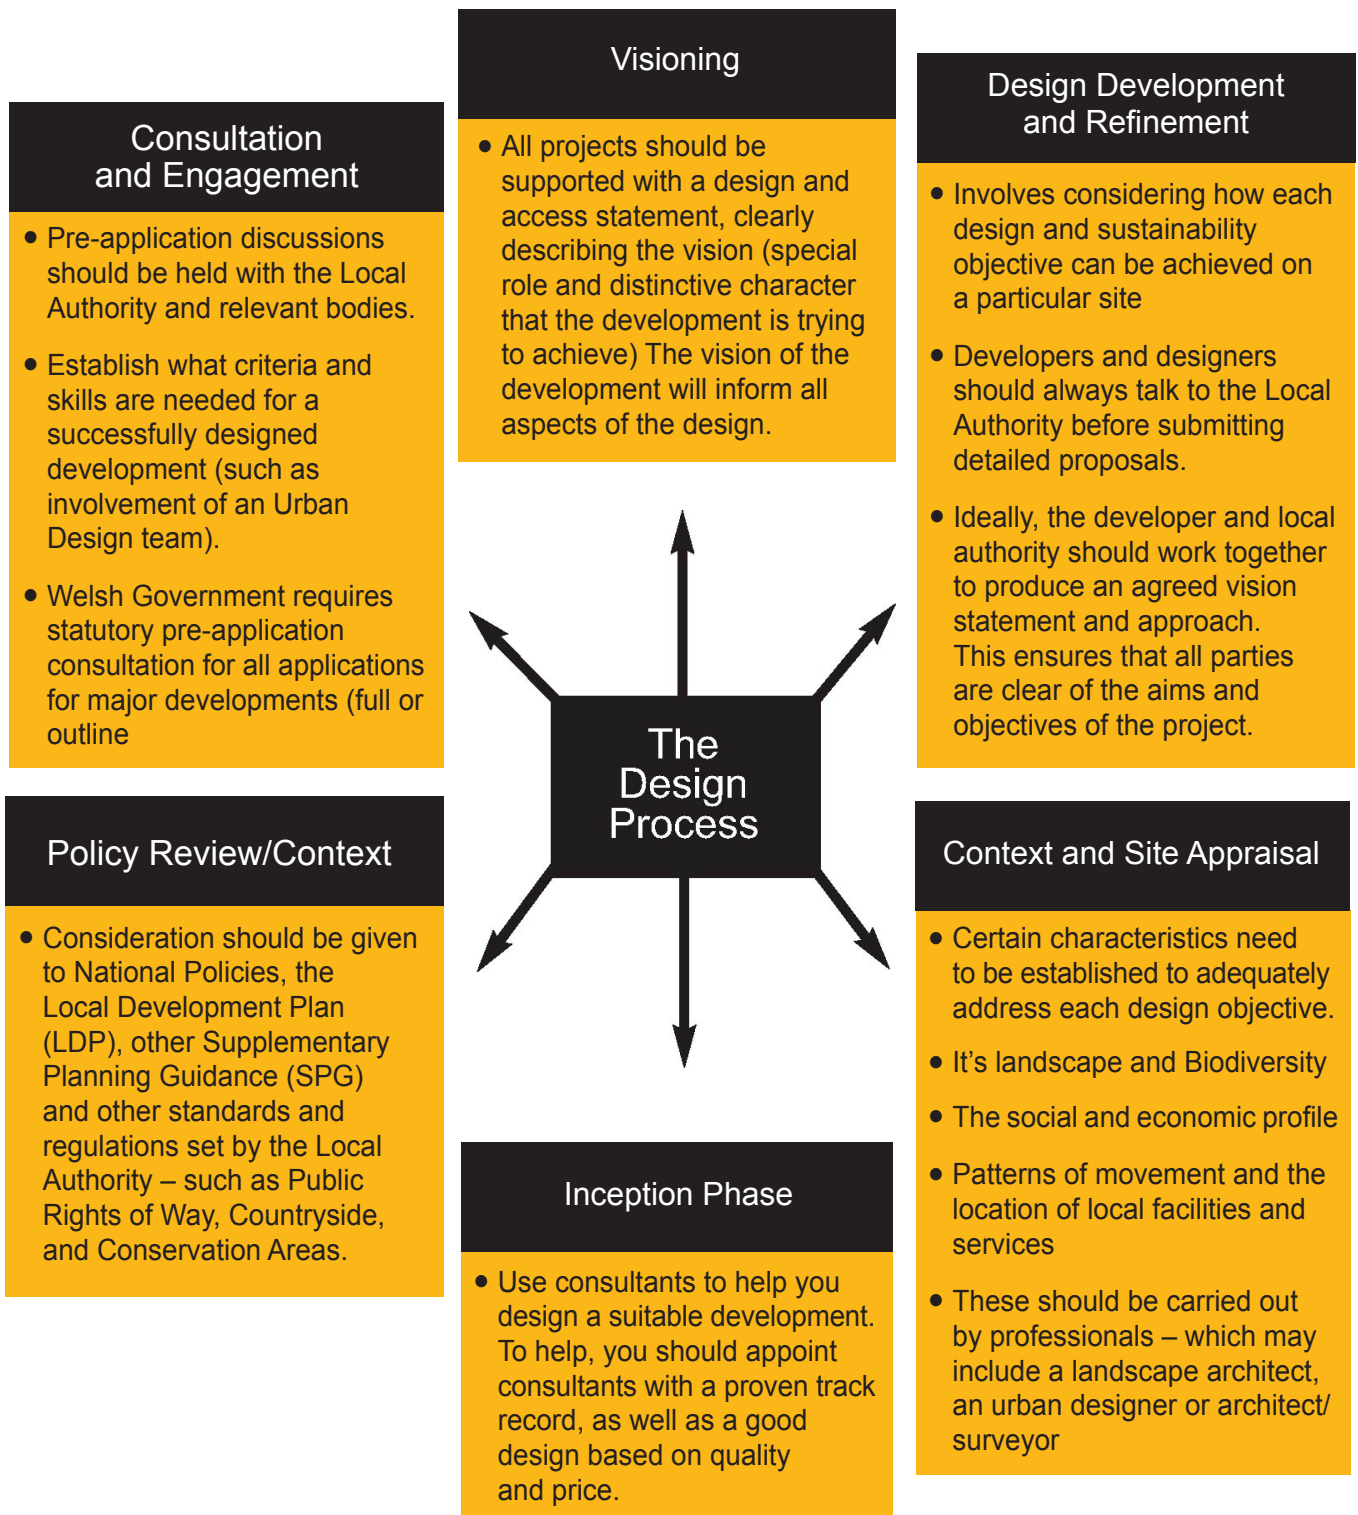 Visioning
All projects should be
supported with a design and
access statement, clearly
describing the vision (special
role and distinctive character
that the development is trying
to achieve) The vision of the
development will inform all
aspects of the design.
Design Development
and Refinement
Involves considering how each
design and sustainability
objective can be achieved on
a particular site
Developers and designers
should always talk to the Local
Authority before submitting
detailed proposals.
Ideally, the developer and local
authority should work together
to produce an agreed vision
statement and approach.
This ensures that all parties
are clear of the aims and
objectives of the project.
Consultation
and Engagement
Pre-application discussions
should be held with the Local
Authority and relevant bodies.
Establish what criteria and
skills are needed for a
successfully designed
development (such as
involvement of an Urban
Design team).
Welsh Government requires
statutory pre-application
consultation for all applications
for major developments (full or
outline
The
Design
Process
Policy Review/Context
Consideration should be given
to National Policies, the
Local Development Plan
(LDP), other Supplementary
Planning Guidance (SPG)
and other standards and
regulations set by the Local
Authority – such as Public
Rights of Way, Countryside,
and Conservation Areas.
Context and Site Appraisal
Certain characteristics need
to be established to adequately
address each design objective.
It’s landscape and Biodiversity
The social and economic profile
Patterns of movement and the
location of local facilities and
services
These should be carried out
by professionals – which may
include a landscape architect,
an urban designer or architect/
surveyor
Inception Phase
Use consultants to help you
design a suitable development.
To help, you should appoint
consultants with a proven track
record, as well as a good
design based on quality
and price.